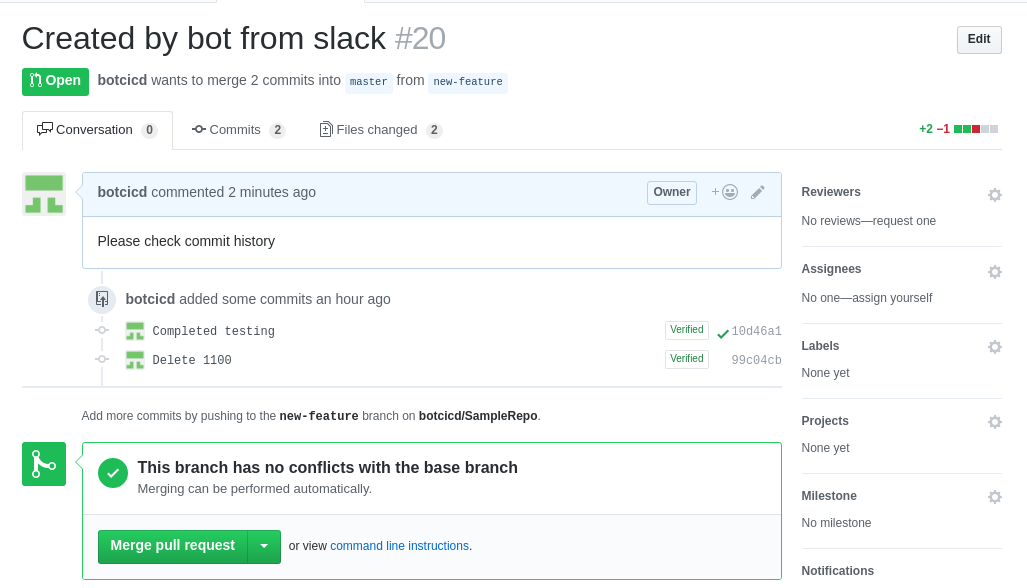 Created by bot from slack #20
Edit
Open botcicd wants to merge 2 commits into master from new-feature
Conversation 0 Commits 2 Files changed 2 +2 −1
botcicd commented 2 minutes ago Owner +
Please check commit history
botcicd added some commits an hour ago
Completed testing Verified 10d46a1
Delete 1100 Verified 99c04cb
Add more commits by pushing to the new-feature branch on botcicd/SampleRepo.
This branch has no conflicts with the base branch
Merging can be performed automatically.
Merge pull request or view command line instructions.
Reviewers
No reviews—request one
Assignees
No one—assign yourself
Labels
None yet
Projects
None yet
Milestone
No milestone
Notifications